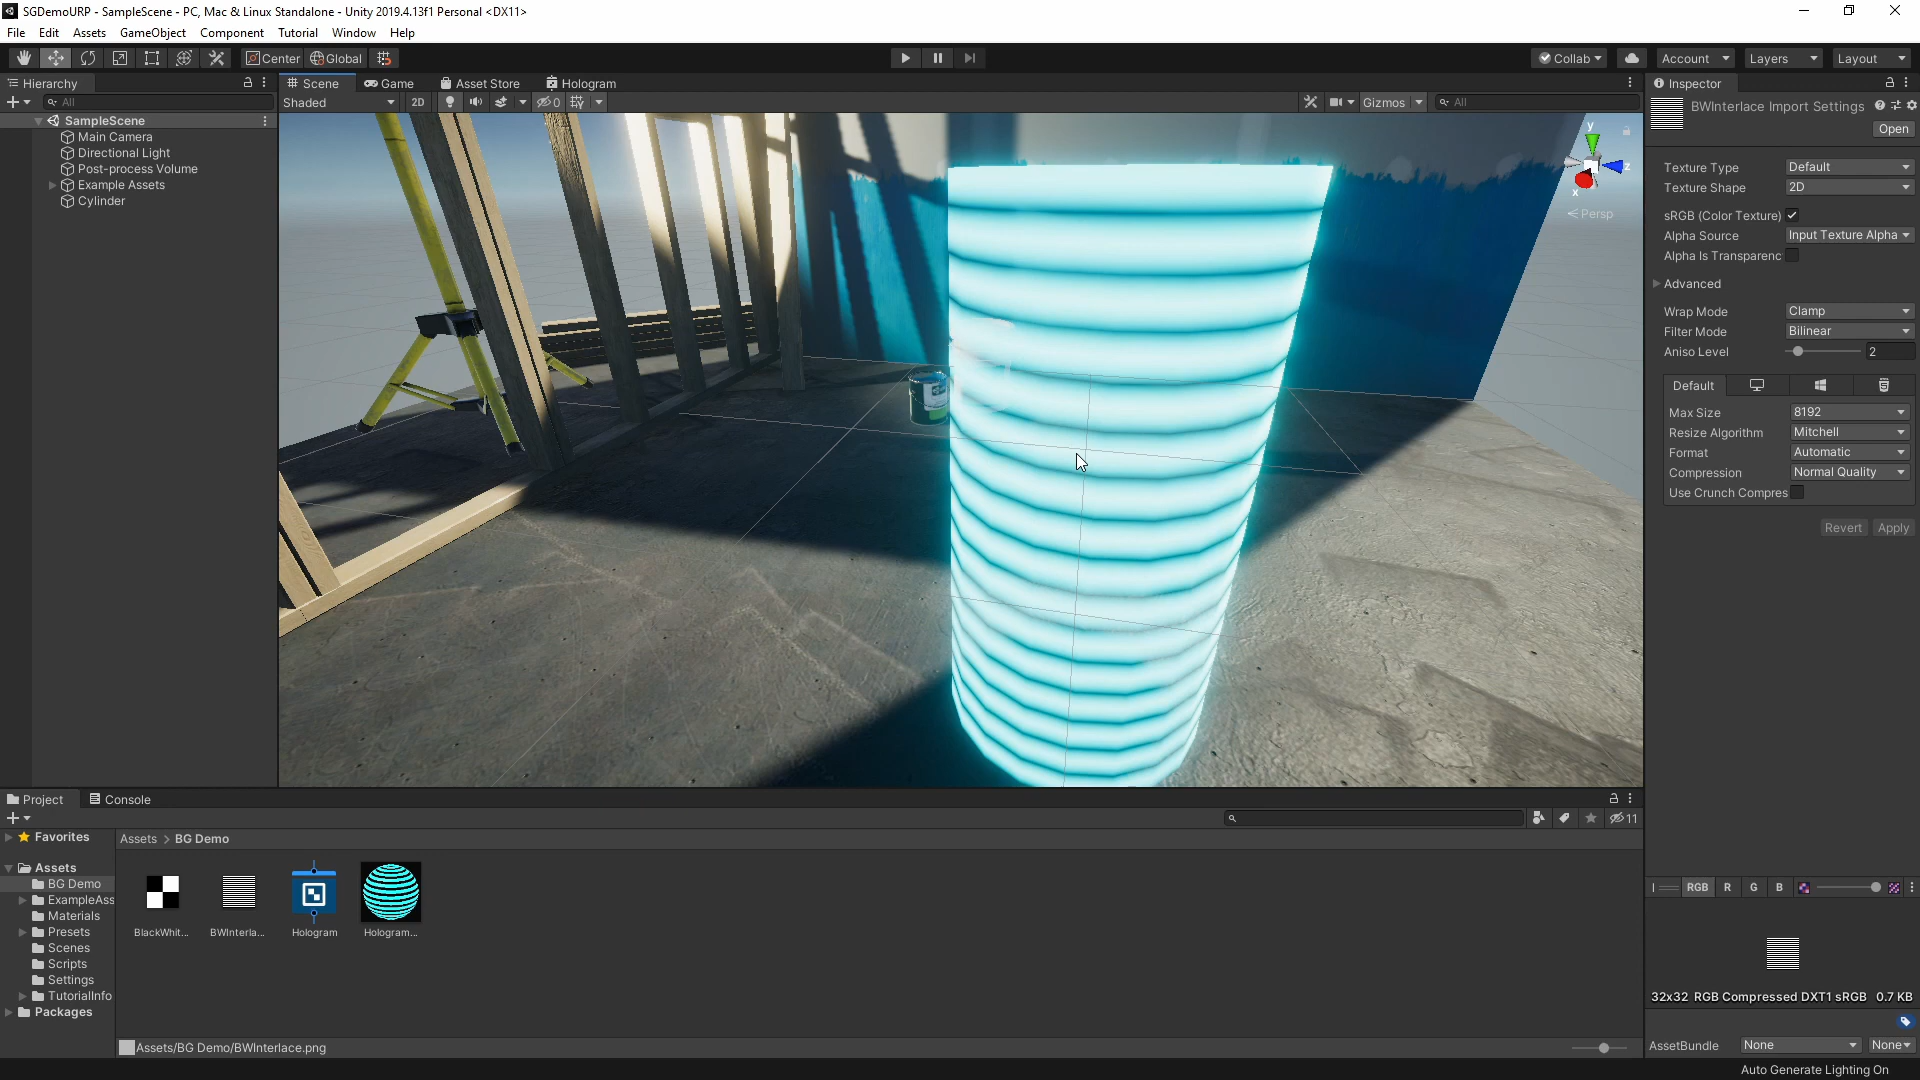 SGDemoURP - SampleScene - PC, Mac & Linux Standalone - Unity 2019.4.13f1 Personal <DX11>
File Edit Assets GameObject Component Tutorial Window Help
Center Global Collab Account Layers Layout
Hierarchy
All
SampleScene
Main Camera
Directional Light
Post-process Volume
Example Assets
Cylinder
Scene Game Asset Store Hologram
Shaded 2D 0 Gizmos All
y
z
x
Persp
Inspector
BWInterlace Import Settings
Open
Texture Type Default
Texture Shape 2D
sRGB (Color Texture)
Alpha Source Input Texture Alpha
Alpha Is Transparenc
Advanced
Wrap Mode Clamp
Filter Mode Bilinear
Aniso Level 2
Default
Max Size 8192
Resize Algorithm Mitchell
Format Automatic
Compression Normal Quality
Use Crunch Compres
Revert Apply
RGB R G B
32x32 RGB Compressed DXT1 sRGB 0.7 KB
AssetBundle None None
Project Console
11
Favorites
Assets
BG Demo
ExampleAss
Materials
Presets
Scenes
Scripts
Settings
TutorialInfo
Packages
Assets > BG Demo
BlackWhit... BWInterla... Hologram Hologram...
Assets/BG Demo/BWInterlace.png
Auto Generate Lighting On